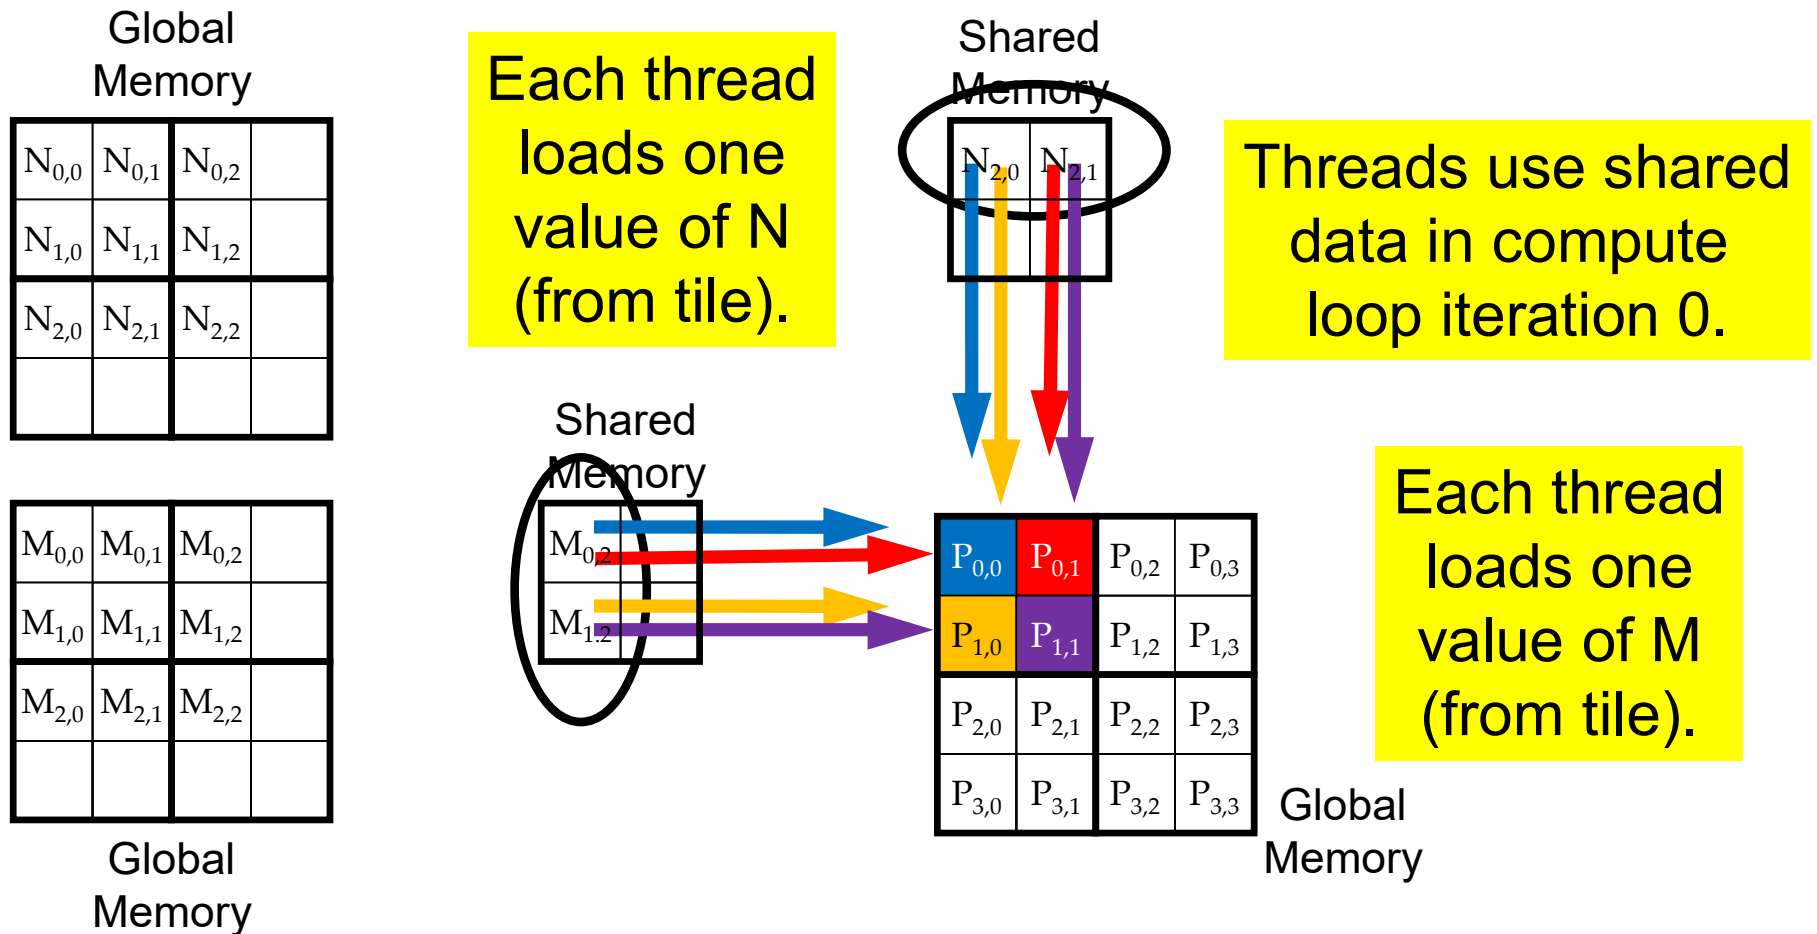 Global
Memory
N0,0 N0,1 N0,2
N1,0 N1,1 N1,2
N2,0 N2,1 N2,2
Each thread
loads one
value of N
(from tile).
Shared
Memory
N2,0 N2,1
Threads use shared
data in compute
loop iteration 0.
Shared
Memory
M0,2
M1.2
M0,0 M0,1 M0,2
M1,0 M1,1 M1,2
M2,0 M2,1 M2,2
Global
Memory
P0,0 P0,1 P0,2 P0,3
P1,0 P1,1 P1,2 P1,3
P2,0 P2,1 P2,2 P2,3
P3,0 P3,1 P3,2 P3,3
Global
Memory
Each thread
loads one
value of M
(from tile).